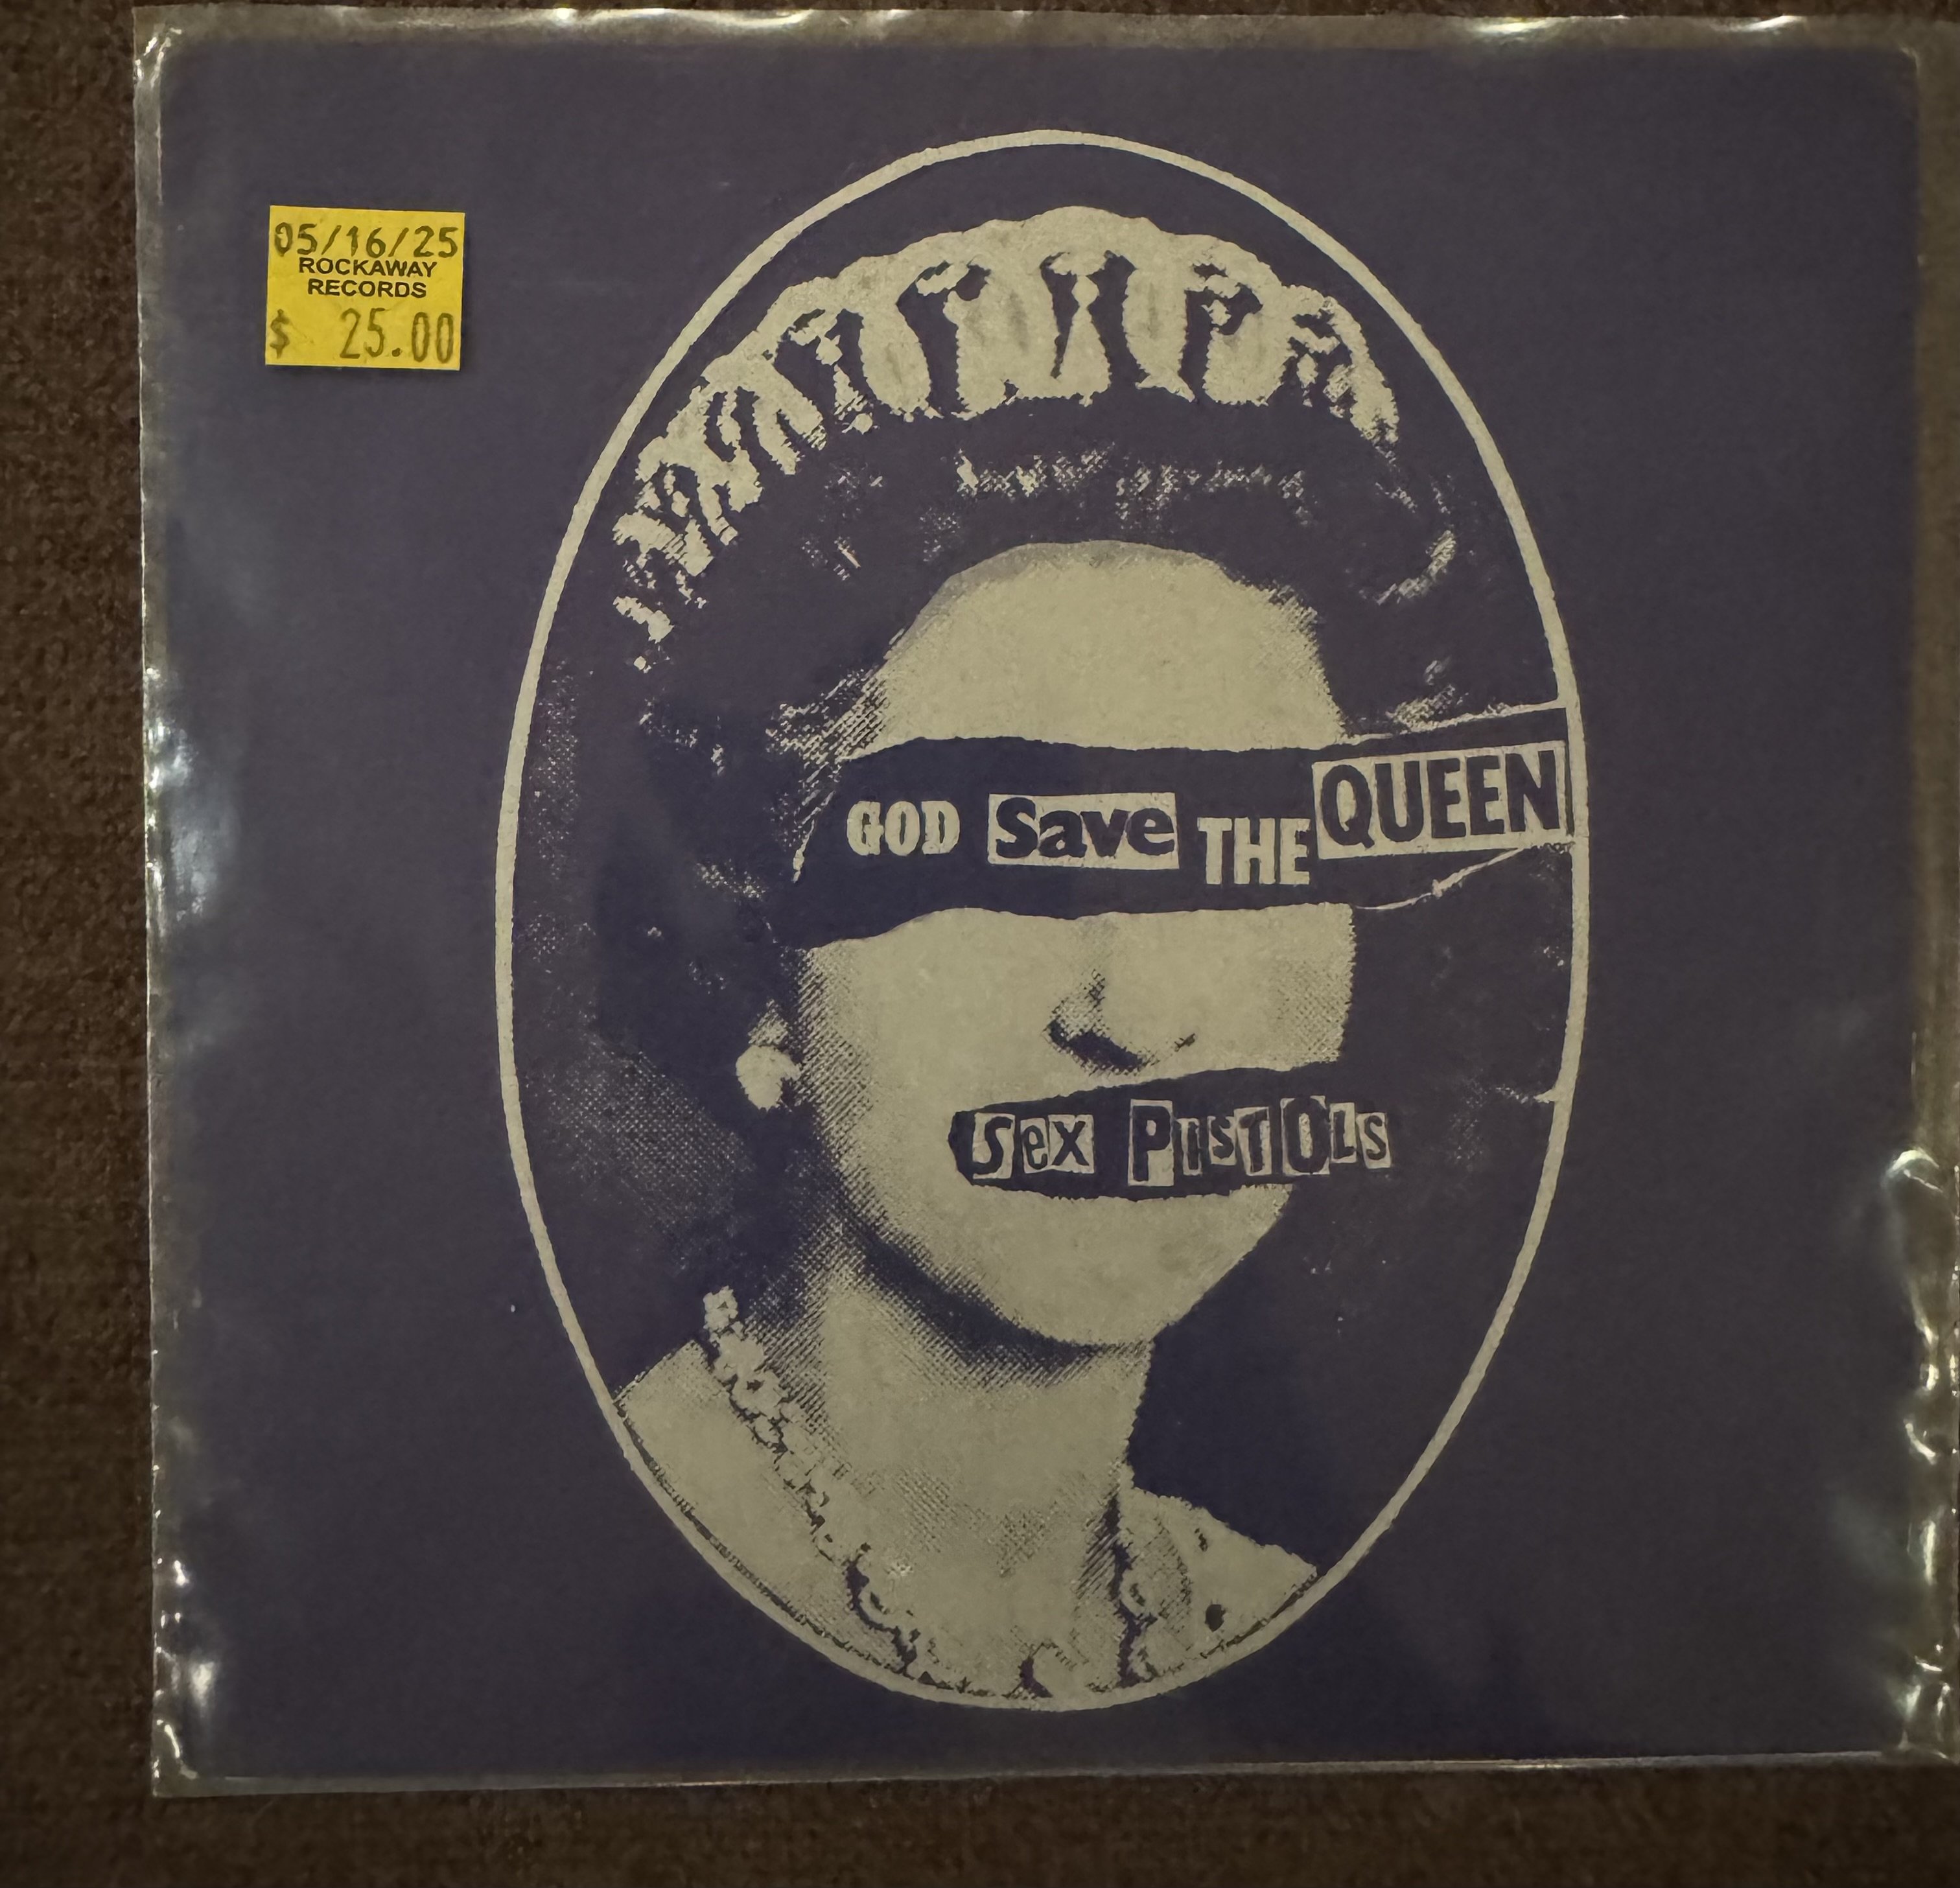 05/16/25
ROCKAWAY
RECORDS
$ 25.00
GOD Save THE QUEEN
Sex PISTOLs